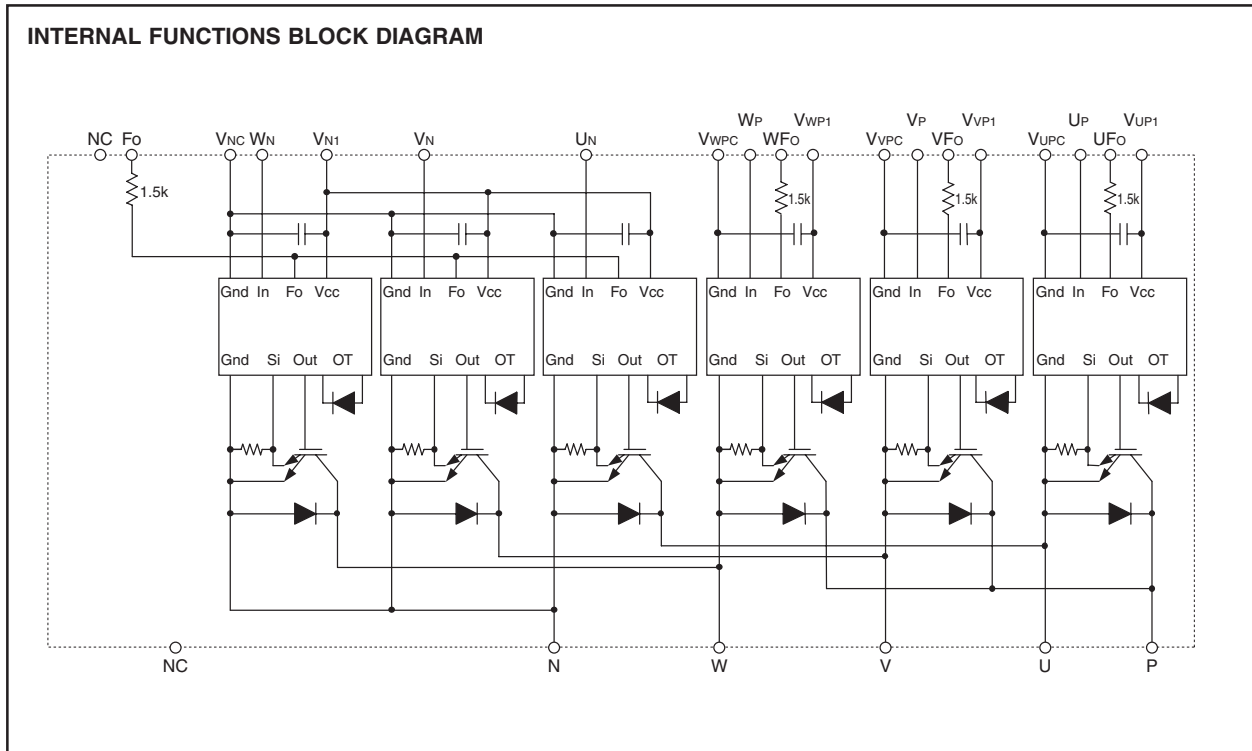 INTERNAL FUNCTIONS BLOCK DIAGRAM
WP VWP1 VP VVP1 UP VUP1
NC FO VNC WN VN1 VN UN VWPC WFO VVPC VFO VUPC UFO
1.5k 1.5k 1.5k 1.5k
Gnd In Fo Vcc Gnd In Fo Vcc Gnd In Fo Vcc Gnd In Fo Vcc Gnd In Fo Vcc Gnd In Fo Vcc
Gnd Si Out OT Gnd Si Out OT Gnd Si Out OT Gnd Si Out OT Gnd Si Out OT Gnd Si Out OT
NC N W V U P